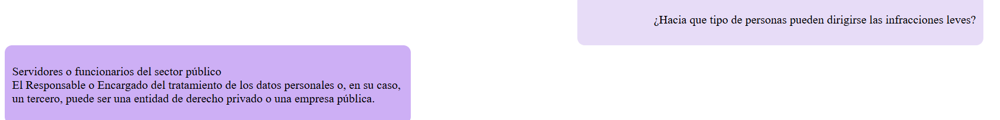 ¿Hacia que tipo de personas pueden dirigirse las infracciones leves?
Servidores o funcionarios del sector público
El Responsable o Encargado del tratamiento de los datos personales o, en su caso,
un tercero, puede ser una entidad de derecho privado o una empresa pública.